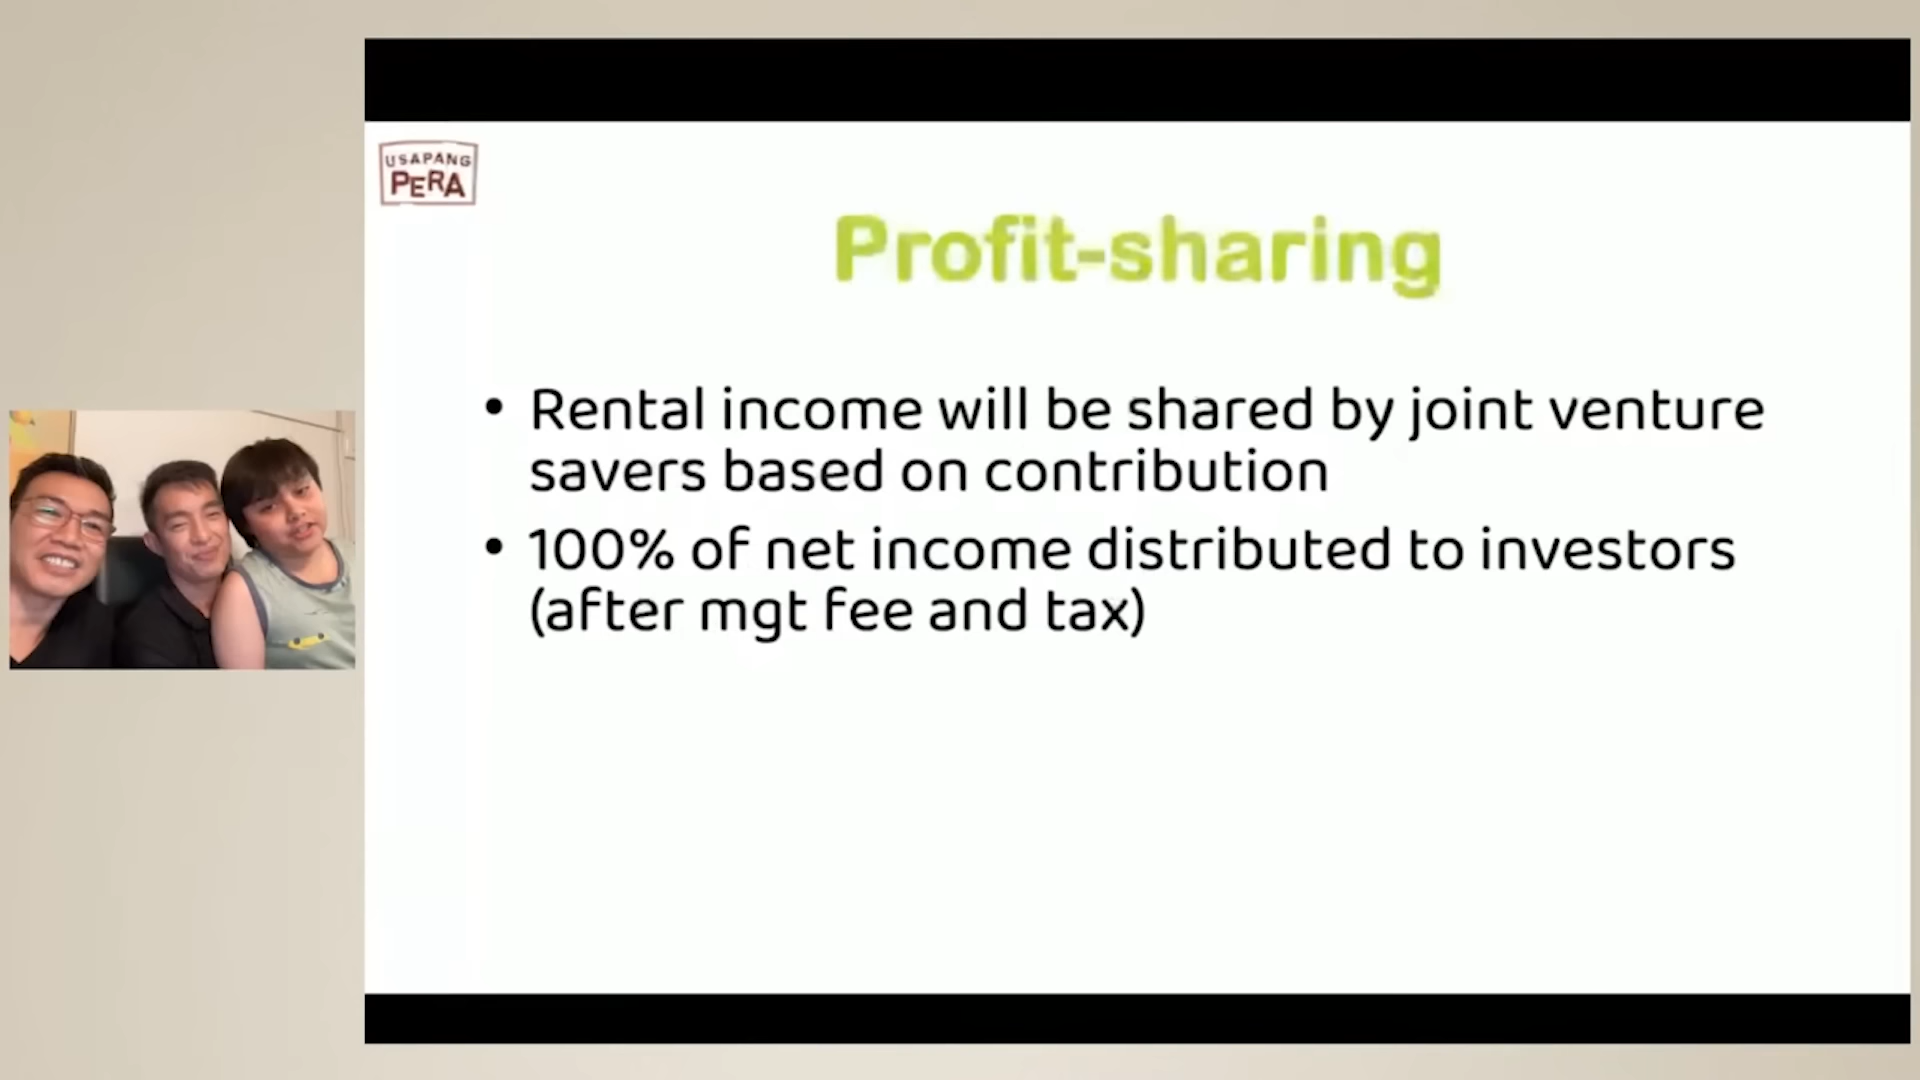 USAPANG
PERA
Profit-sharing
• Rental income will be shared by joint venture
savers based on contribution
• 100% of net income distributed to investors
(after mgt fee and tax)